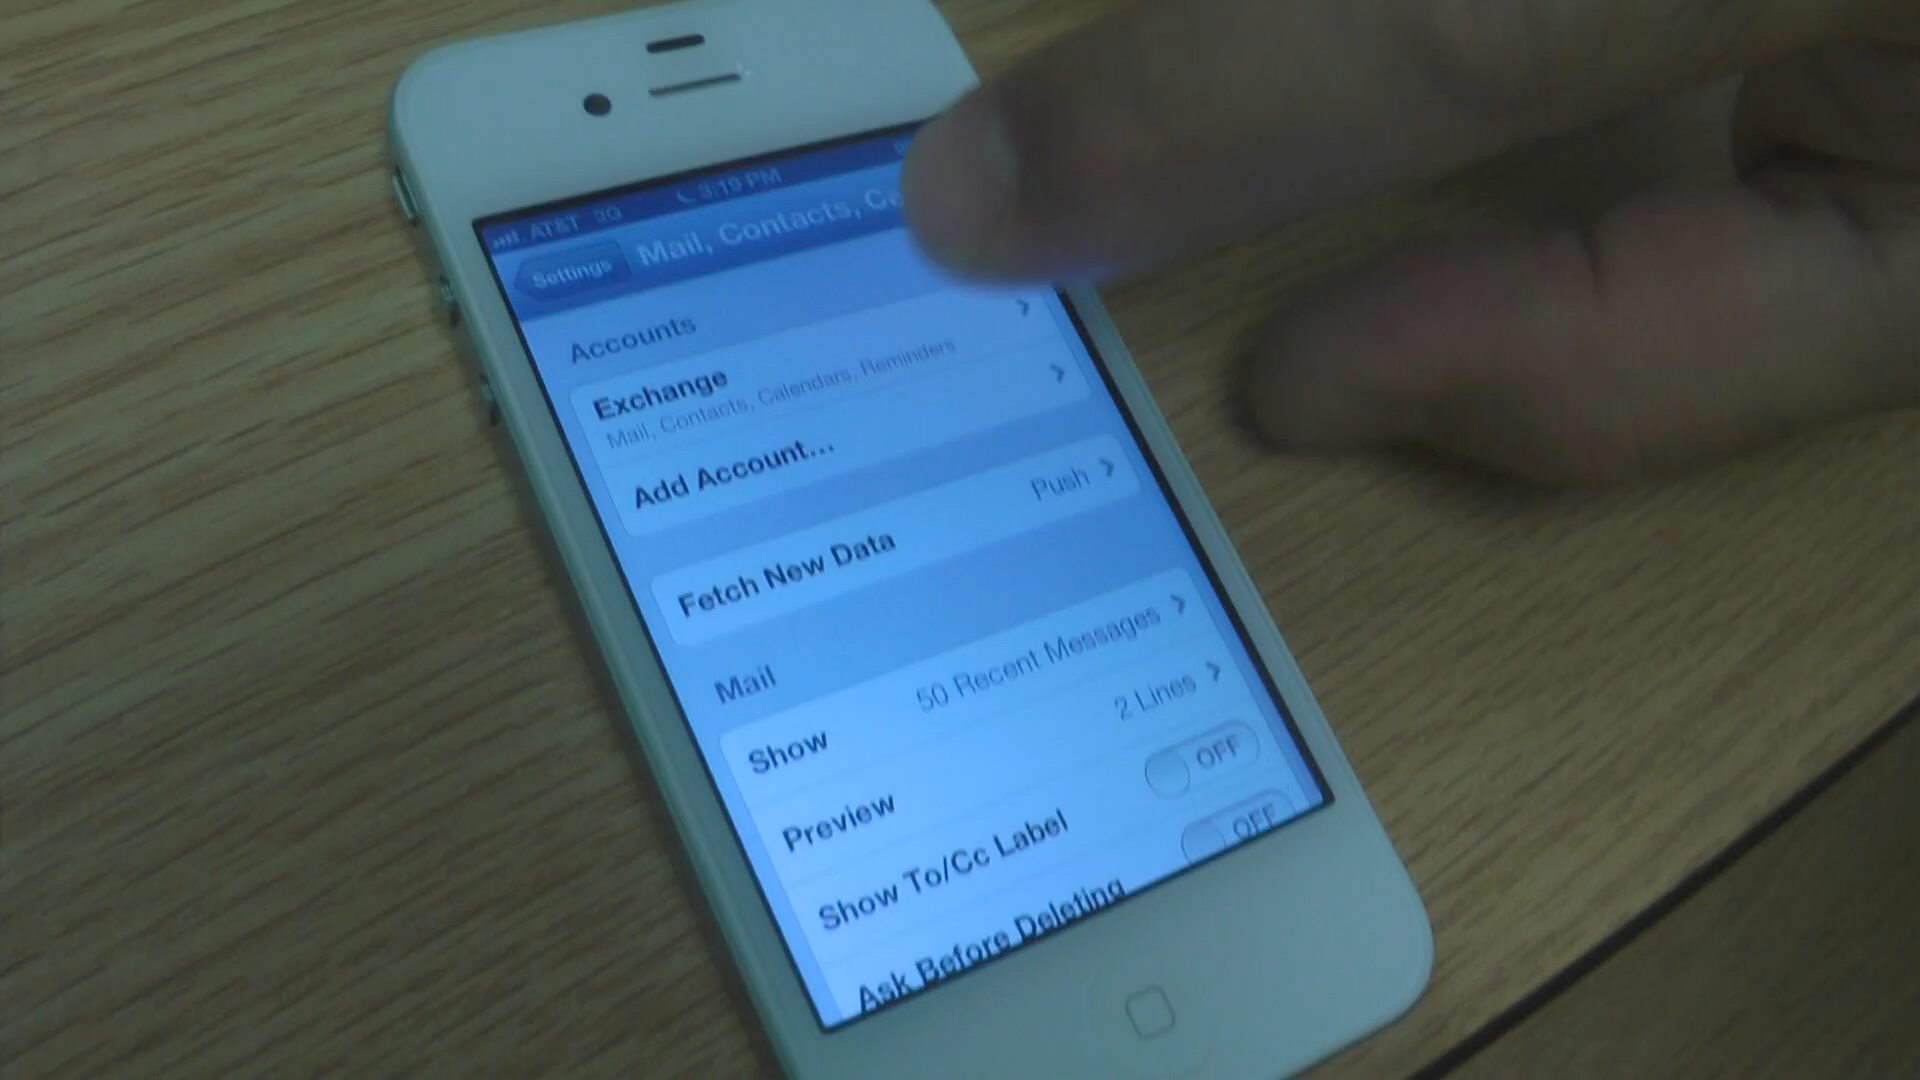 AT&T 3G 3:19 PM
Settings
Mail, Contacts, Ca
Accounts
Exchange
Mail, Contacts, Calendars, Reminders
Add Account...
Fetch New Data Push
Mail
Show 50 Recent Messages
Preview 2 Lines
Show To/Cc Label OFF
Ask Before Deleting OFF